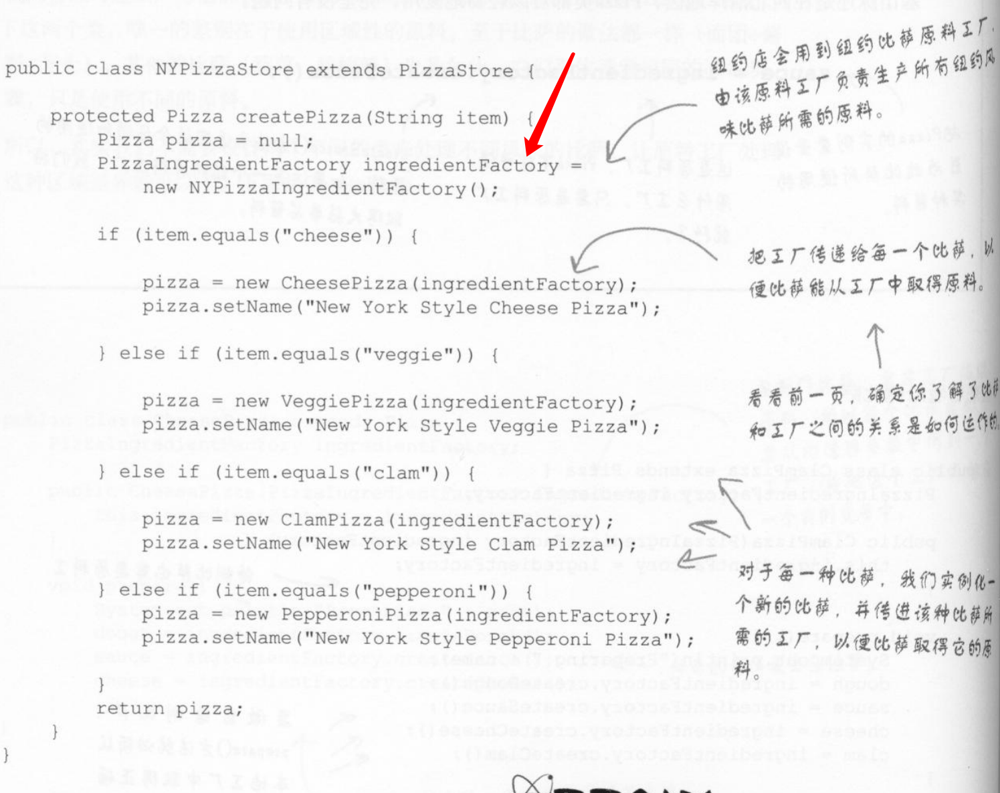 public class NYPizzaStore extends PizzaStore {
protected Pizza createPizza(String item) {
Pizza pizza = null;
PizzaIngredientFactory ingredientFactory =
new NYPizzaIngredientFactory();
if (item.equals("cheese")) {
pizza = new CheesePizza(ingredientFactory);
pizza.setName("New York Style Cheese Pizza");
} else if (item.equals("veggie")) {
pizza = new VeggiePizza(ingredientFactory);
pizza.setName("New York Style Veggie Pizza");
} else if (item.equals("clam")) {
pizza = new ClamPizza(ingredientFactory);
pizza.setName("New York Style Clam Pizza");
} else if (item.equals("pepperoni")) {
pizza = new PepperoniPizza(ingredientFactory);
pizza.setName("New York Style Pepperoni Pizza");
}
return pizza;
}
}
纽约店会用到纽约比萨原料工厂，
由该原料工厂负责生产所有纽约风
味比萨所需的原料。
把工厂传递给每一个比萨，以
便比萨能从工厂中取得原料。
看看前一页，确定你了解了比萨
和工厂之间的关系是如何运作的。
对于每一种比萨，我们实例化一
个新的比萨，并传进该种比萨所
需的工厂，以便比萨取得它的原
料。